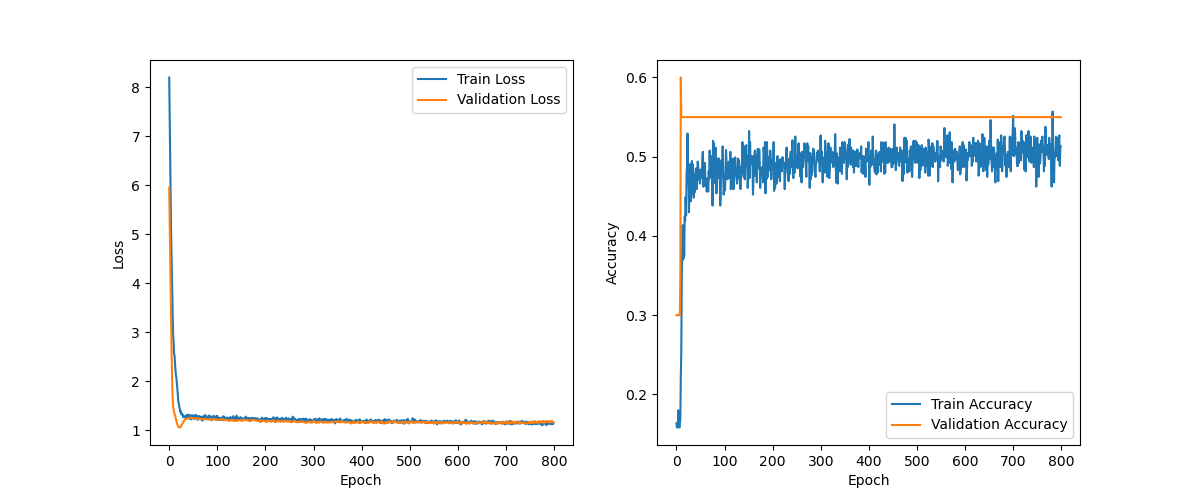 Train Loss
Validation Loss
8
7
6
5
4
3
2
1
0 100 200 300 400 500 600 700 800
Epoch
Loss
Train Accuracy
Validation Accuracy
0.6
0.5
0.4
0.3
0.2
0 100 200 300 400 500 600 700 800
Epoch
Accuracy